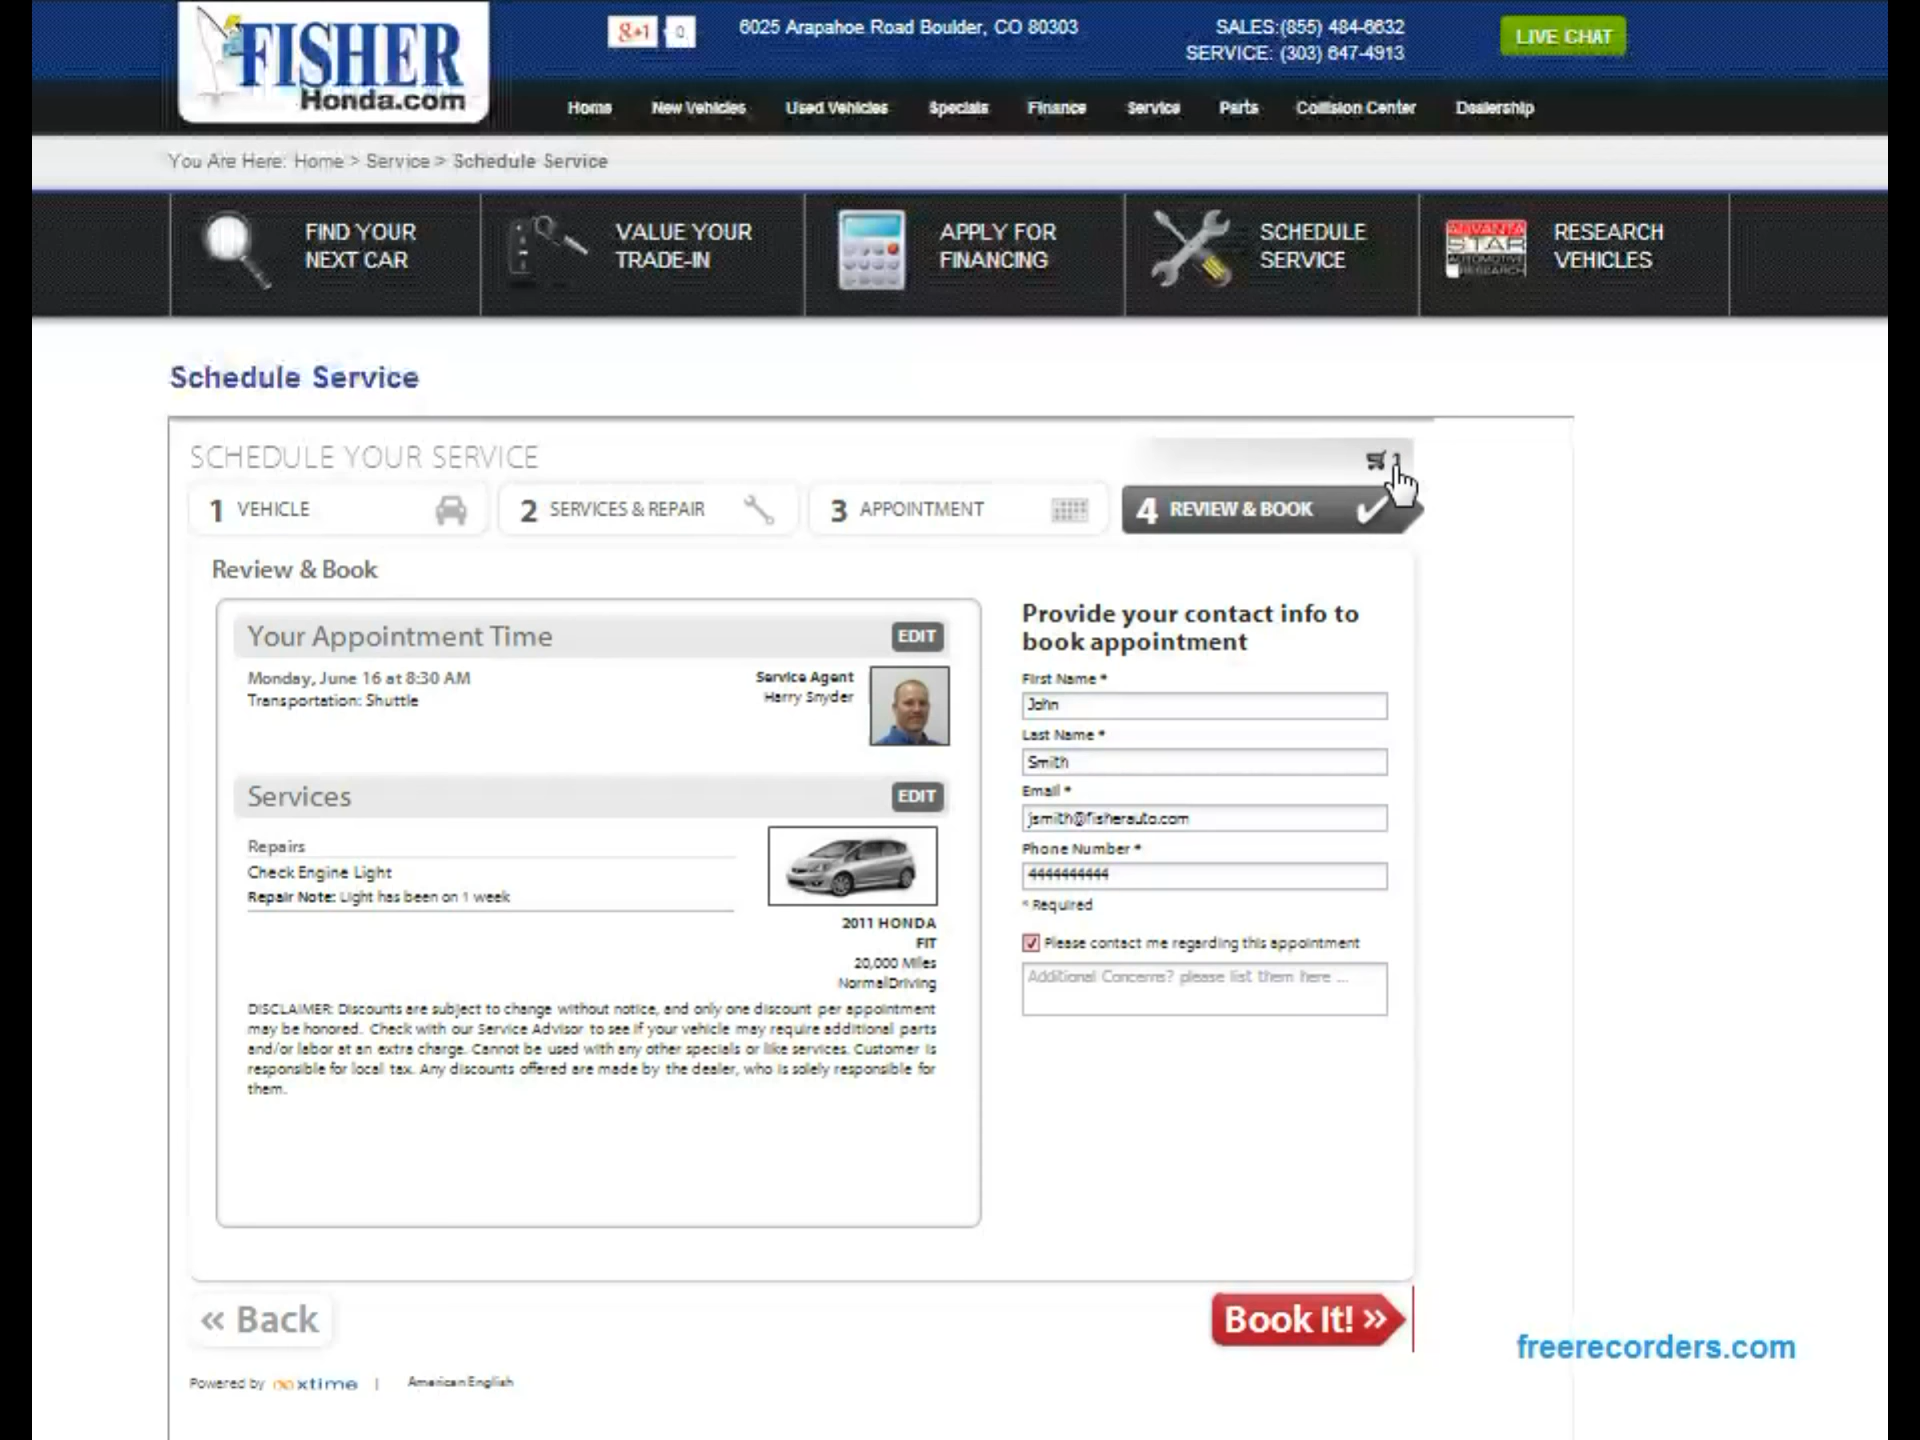 FISHER
Honda.com
g+1 0
6025 Arapahoe Road Boulder, CO 80303
SALES:(855) 484-6632
SERVICE: (303) 647-4913
LIVE CHAT
Home New Vehicles Used Vehicles Specials Finance Service Parts Collision Center Dealership
You Are Here: Home > Service > Schedule Service
FIND YOUR
NEXT CAR
VALUE YOUR
TRADE-IN
APPLY FOR
FINANCING
SCHEDULE
SERVICE
STAR
AUTOMOTIVE
RESEARCH
RESEARCH
VEHICLES
Schedule Service
SCHEDULE YOUR SERVICE
1
1 VEHICLE
2 SERVICES & REPAIR
3 APPOINTMENT
4 REVIEW & BOOK
Review & Book
Your Appointment Time EDIT
Monday, June 16 at 8:30 AM
Transportation: Shuttle
Service Agent
Harry Snyder
Services EDIT
Repairs
Check Engine Light
Repair Note: Light has been on 1 week
2011 HONDA
FIT
20,000 Miles
NormalDriving
DISCLAIMER: Discounts are subject to change without notice, and only one discount per appointment
may be honored. Check with our Service Advisor to see if your vehicle may require additional parts
and/or labor at an extra charge. Cannot be used with any other specials or like services. Customer is
responsible for local tax. Any discounts offered are made by the dealer, who is solely responsible for
them.
Provide your contact info to
book appointment
First Name *
John
Last Name *
Smith
Email *
jsmith@fisherauto.com
Phone Number *
4444444444
* Required
Please contact me regarding this appointment
Additional Concerns? please list them here ...
« Back
Book It! »
freerecorders.com
Powered by xtime | American English